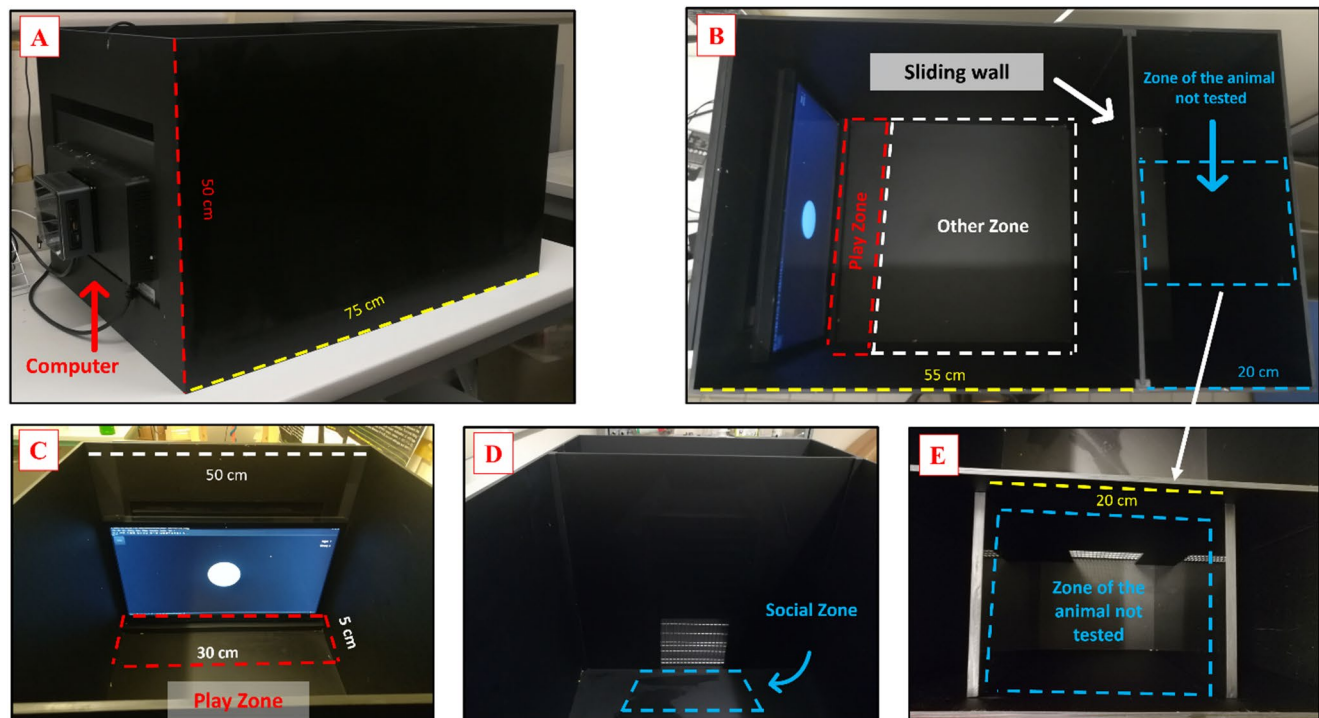 A
50 cm
75 cm
Computer
B
Sliding wall
Zone of the animal
not tested
Play Zone
Other Zone
55 cm
20 cm
C
50 cm
5 cm
30 cm
Play Zone
D
Social Zone
E
20 cm
Zone of the
animal not
tested